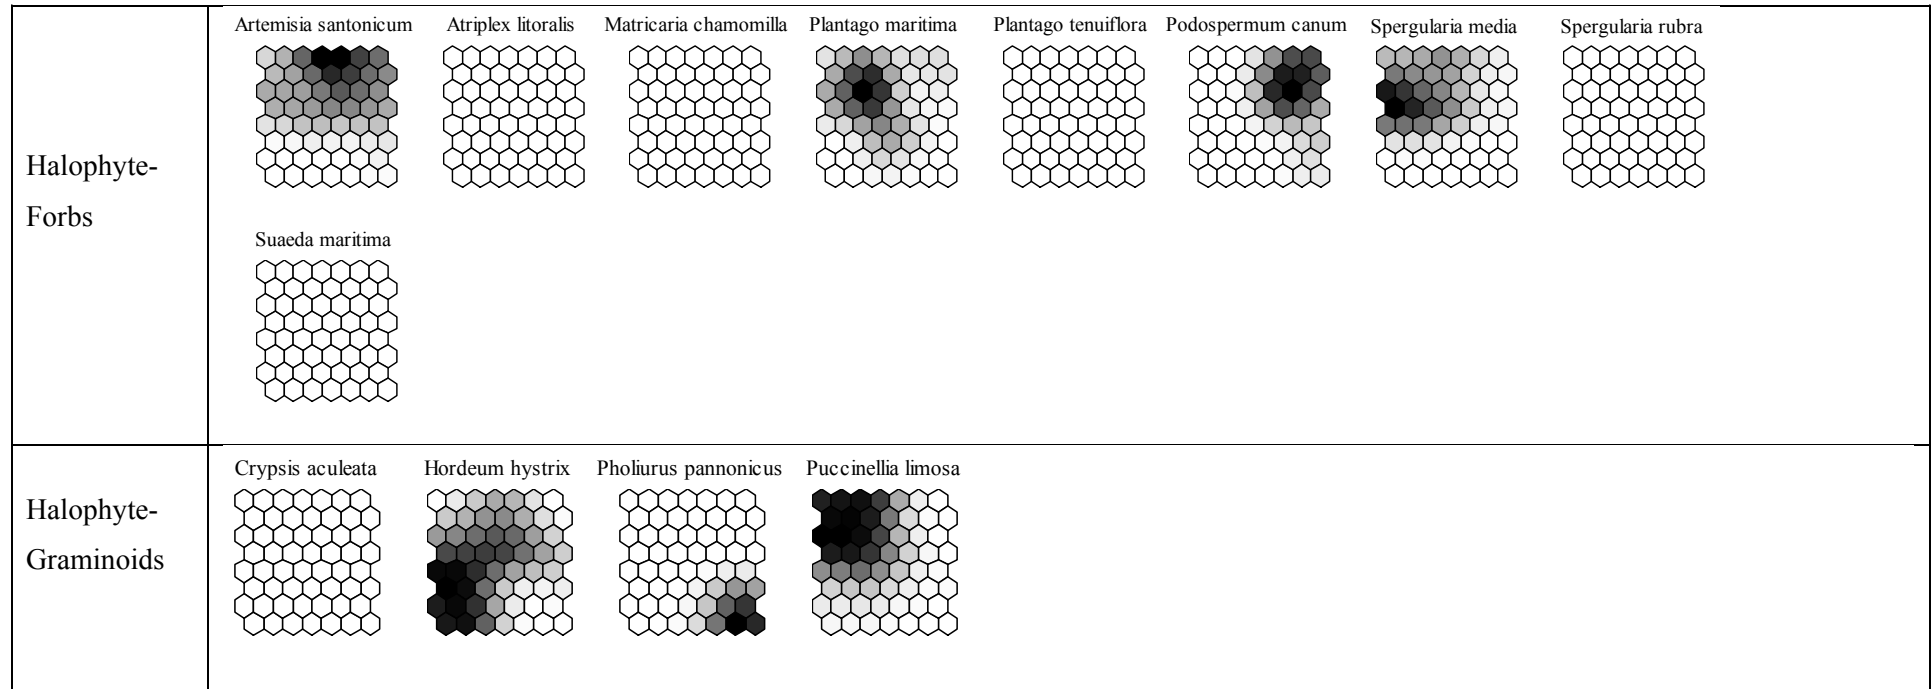 Halophyte-
Forbs
Artemisia santonicum
Atriplex litoralis
Matricaria chamomilla
Plantago maritima
Plantago tenuiflora
Podospermum canum
Spergularia media
Spergularia rubra
Suaeda maritima
Halophyte-
Graminoids
Crypsis aculeata
Hordeum hystrix
Pholiurus pannonicus
Puccinellia limosa